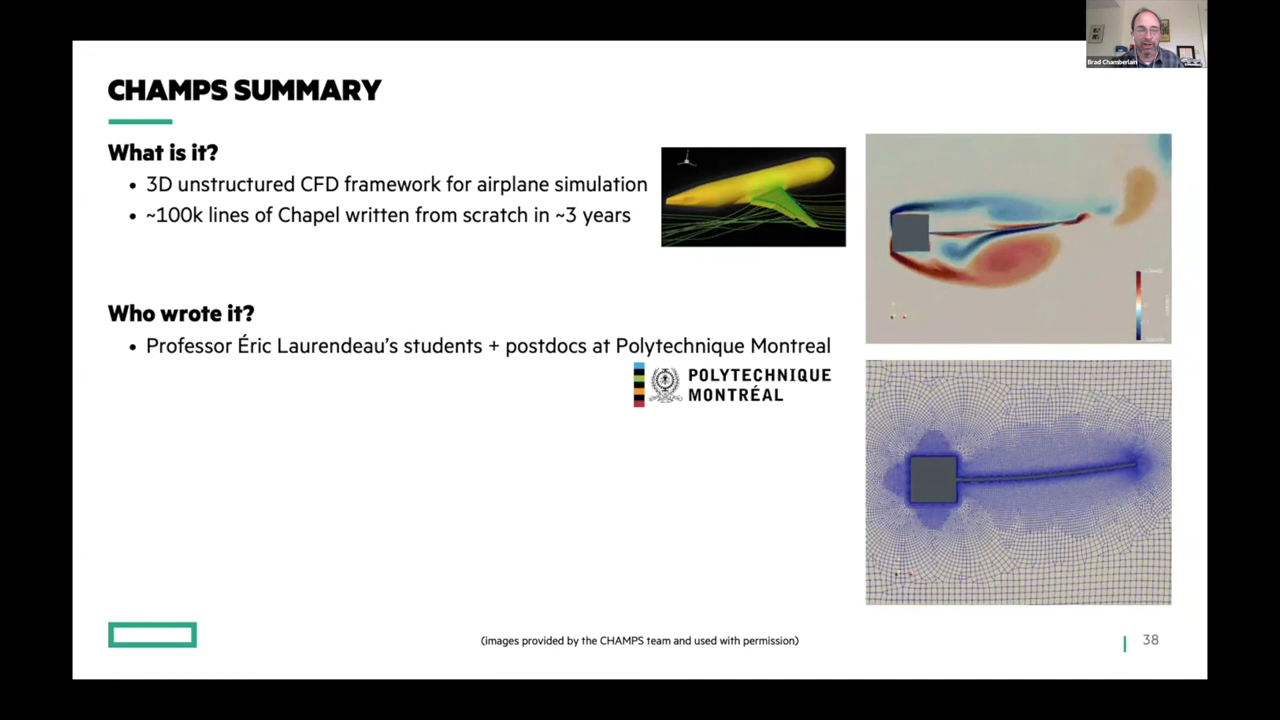 Brad Chamberlain
CHAMPS SUMMARY
What is it?
• 3D unstructured CFD framework for airplane simulation
• ~100k lines of Chapel written from scratch in ~3 years
Who wrote it?
• Professor Éric Laurendeau's students + postdocs at Polytechnique Montreal
POLYTECHNIQUE
MONTRÉAL
(images provided by the CHAMPS team and used with permission)
38